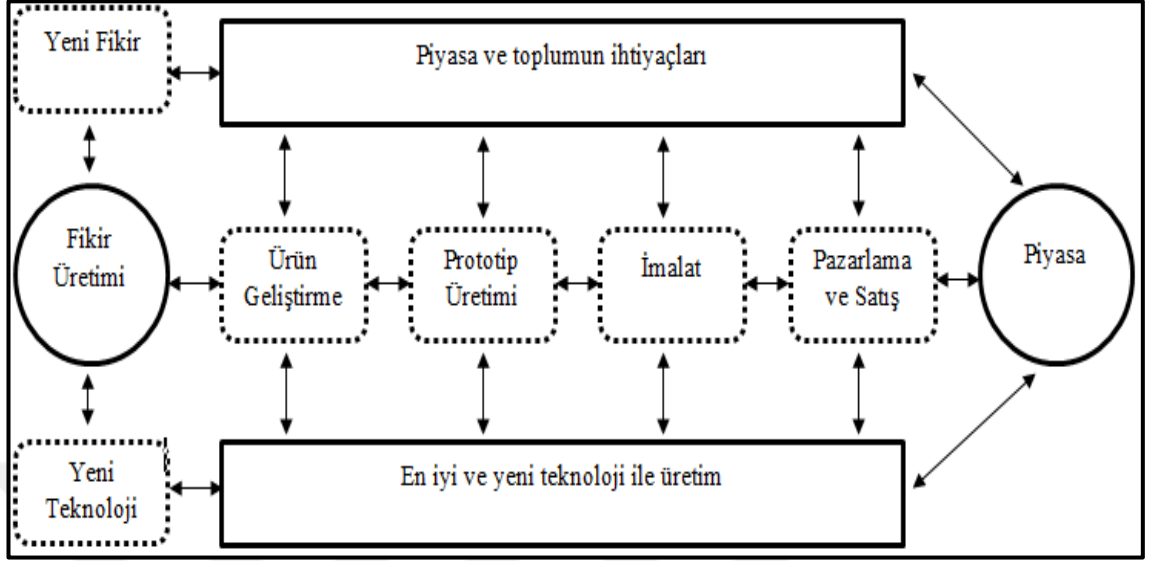 Yeni Fikir
Piyasa ve toplumun ihtiyaçları
Fikir
Üretimi
Ürün
Geliştirme
Prototip
Üretimi
İmalat
Pazarlama
ve Satış
Piyasa
Yeni
Teknoloji
En iyi ve yeni teknoloji ile üretim